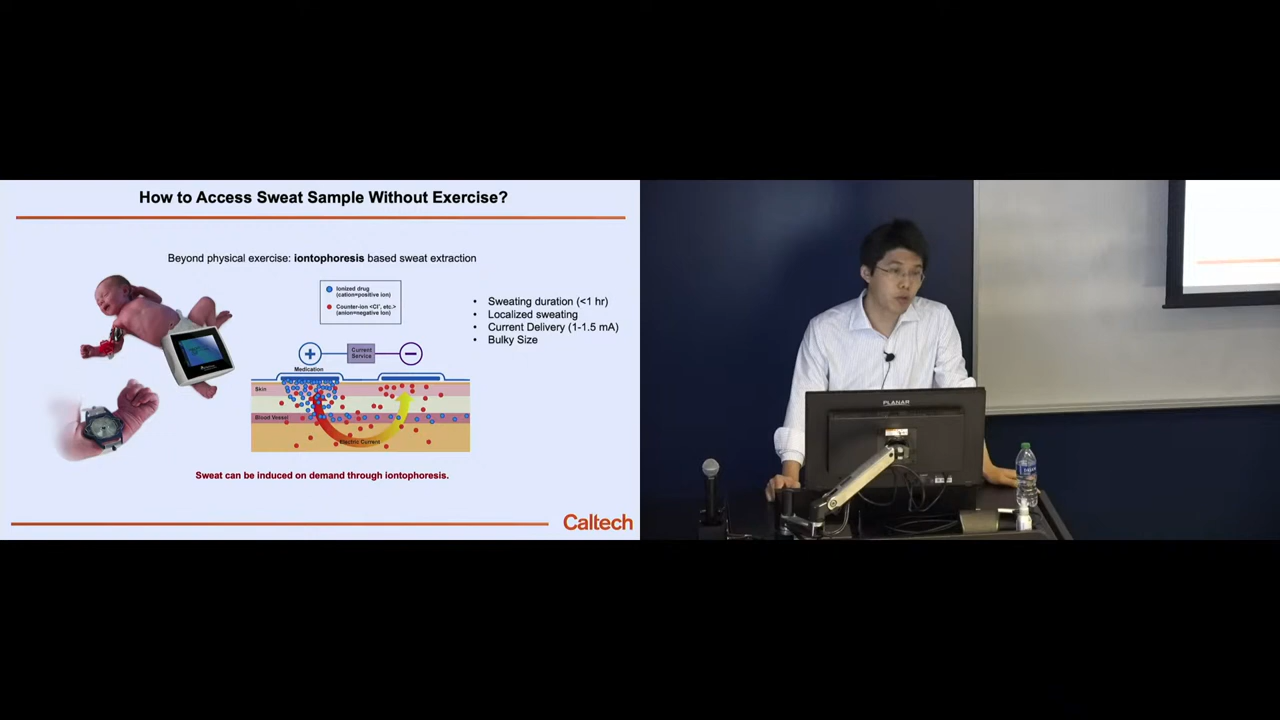 How to Access Sweat Sample Without Exercise?
Beyond physical exercise: iontophoresis based sweat extraction
Ionized drug
(cation=positive ion)
Counter-ion <Cl⁻, etc.>
(anion=negative ion)
• Sweating duration (<1 hr)
• Localized sweating
• Current Delivery (1-1.5 mA)
• Bulky Size
+
Current
Service
−
Medication
Skin
Blood Vessel
Electric Current
Sweat can be induced on demand through iontophoresis.
Caltech
PLANAR